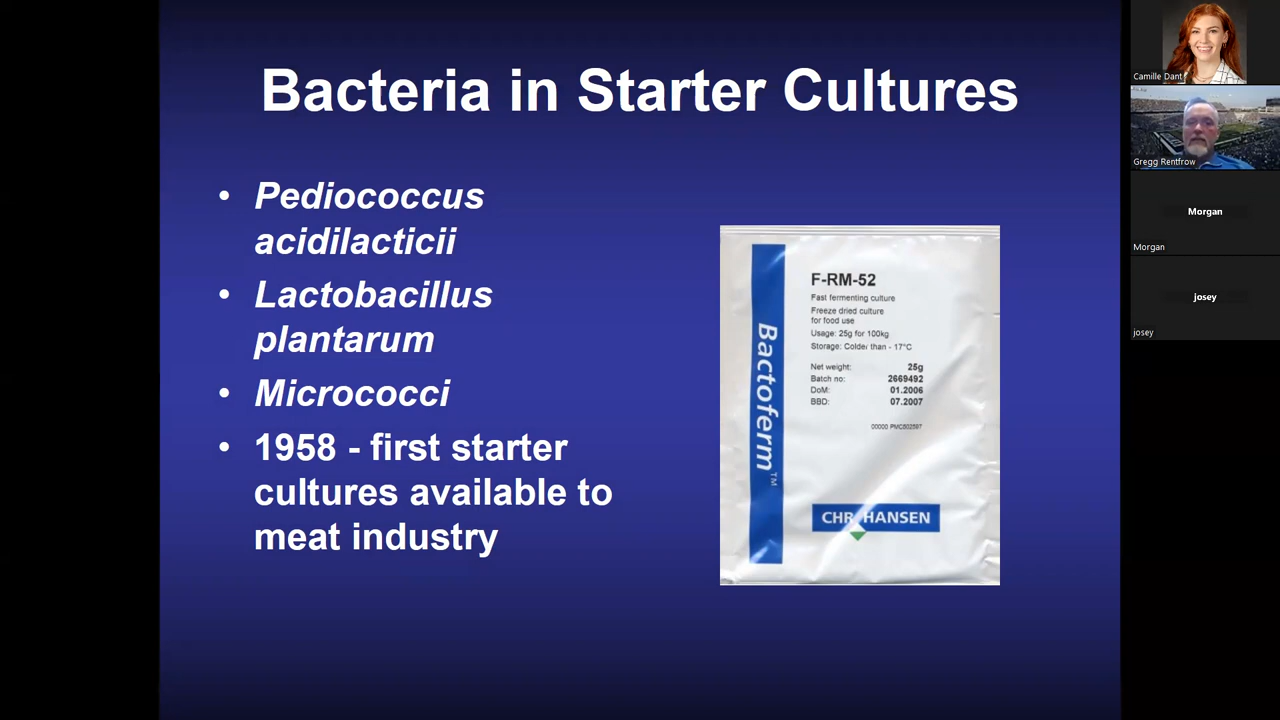 Bacteria in Starter Cultures
• Pediococcus
acidilacticii
• Lactobacillus
plantarum
• Micrococci
• 1958 - first starter
cultures available to
meat industry
Bactoferm™
F-RM-52
Fast fermenting culture
Freeze dried culture
for food use
Usage: 25g for 100kg
Storage: Colder than - 17°C
Net weight: 25g
Batch no: 2669492
DoM: 01.2006
BBD: 07.2007
00000 PMC602597
CHR HANSEN
Camille Dant
Gregg Rentfrow
Morgan
Morgan
josey
josey